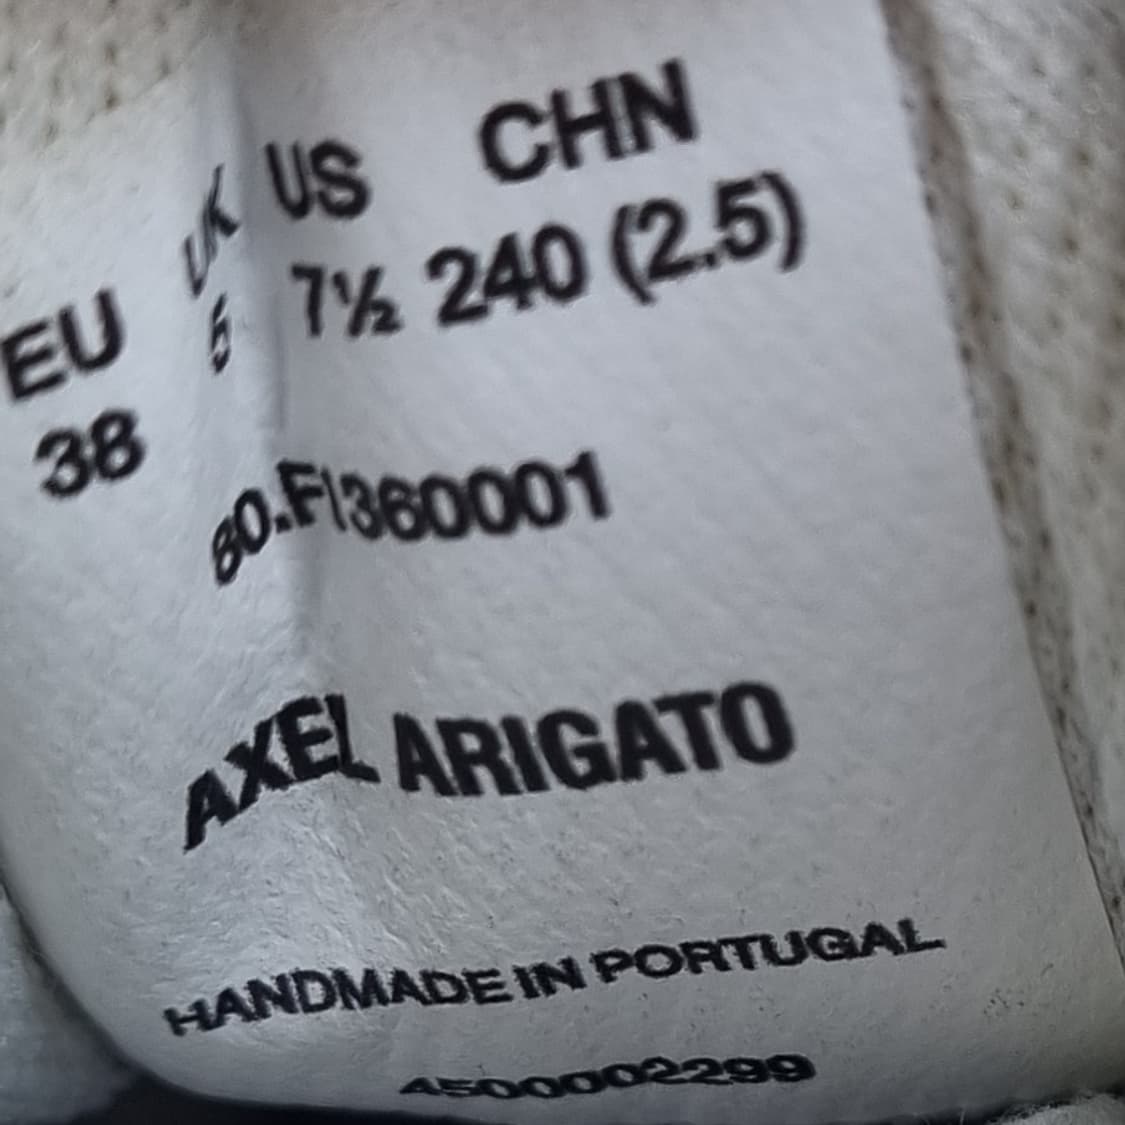 EU UK US CHN
38 5 7½ 240 (2.5)
80.F1360001
AXEL ARIGATO
HANDMADE IN PORTUGAL
4500002299